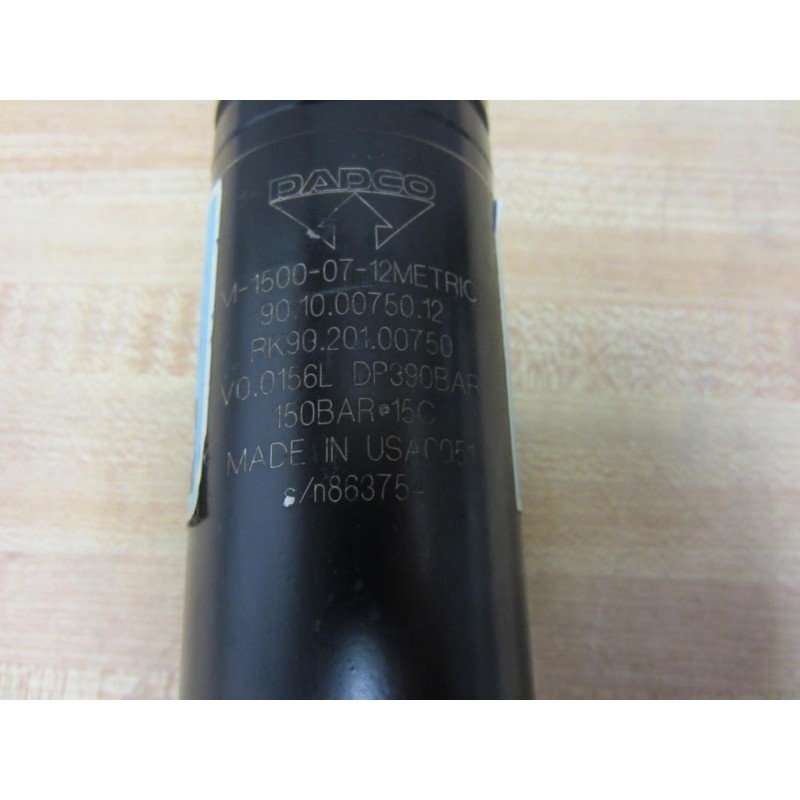 DADCO
M-1500-07-12METRIC
90.10.00750.12
RK90.201.00750
V0.0156L DP390BAR
150BAR•15C
MADE IN USA0051
s/n86375-